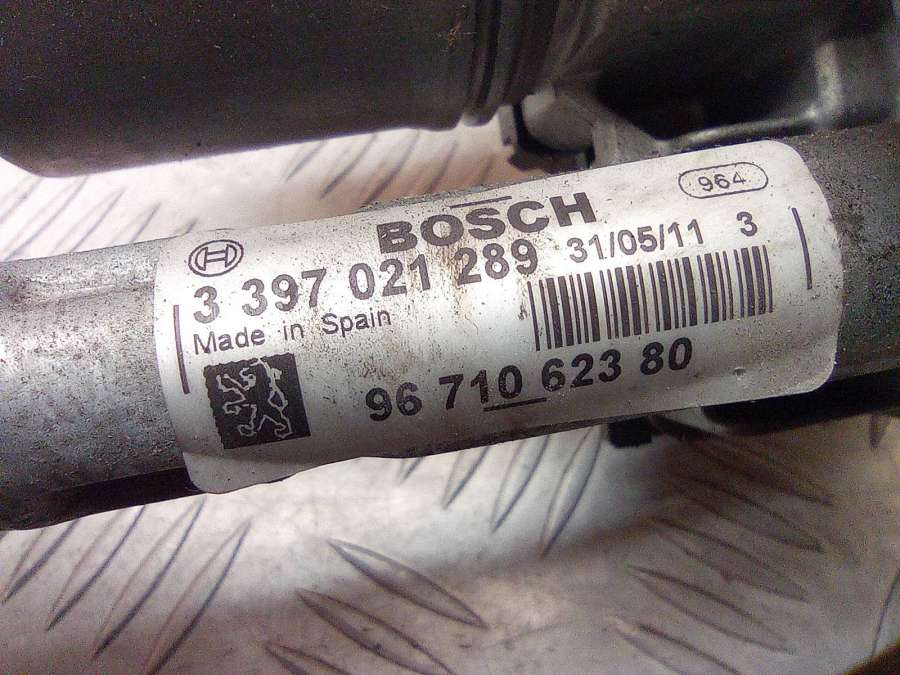 964
BOSCH
3 397 021 289 31/05/11 3
Made in Spain
96 710 623 80